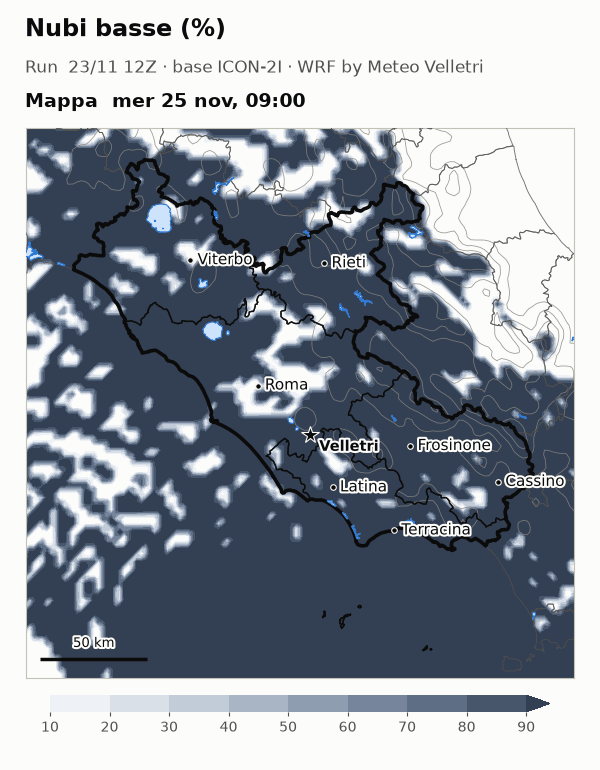 Nubi basse (%)
Run  23/11 12Z · base ICON-2I · WRF by Meteo Velletri
Mappa  mer 25 nov, 09:00
Viterbo
Rieti
Roma
Velletri
Frosinone
Latina
Cassino
Terracina
50 km
10 20 30 40 50 60 70 80 90